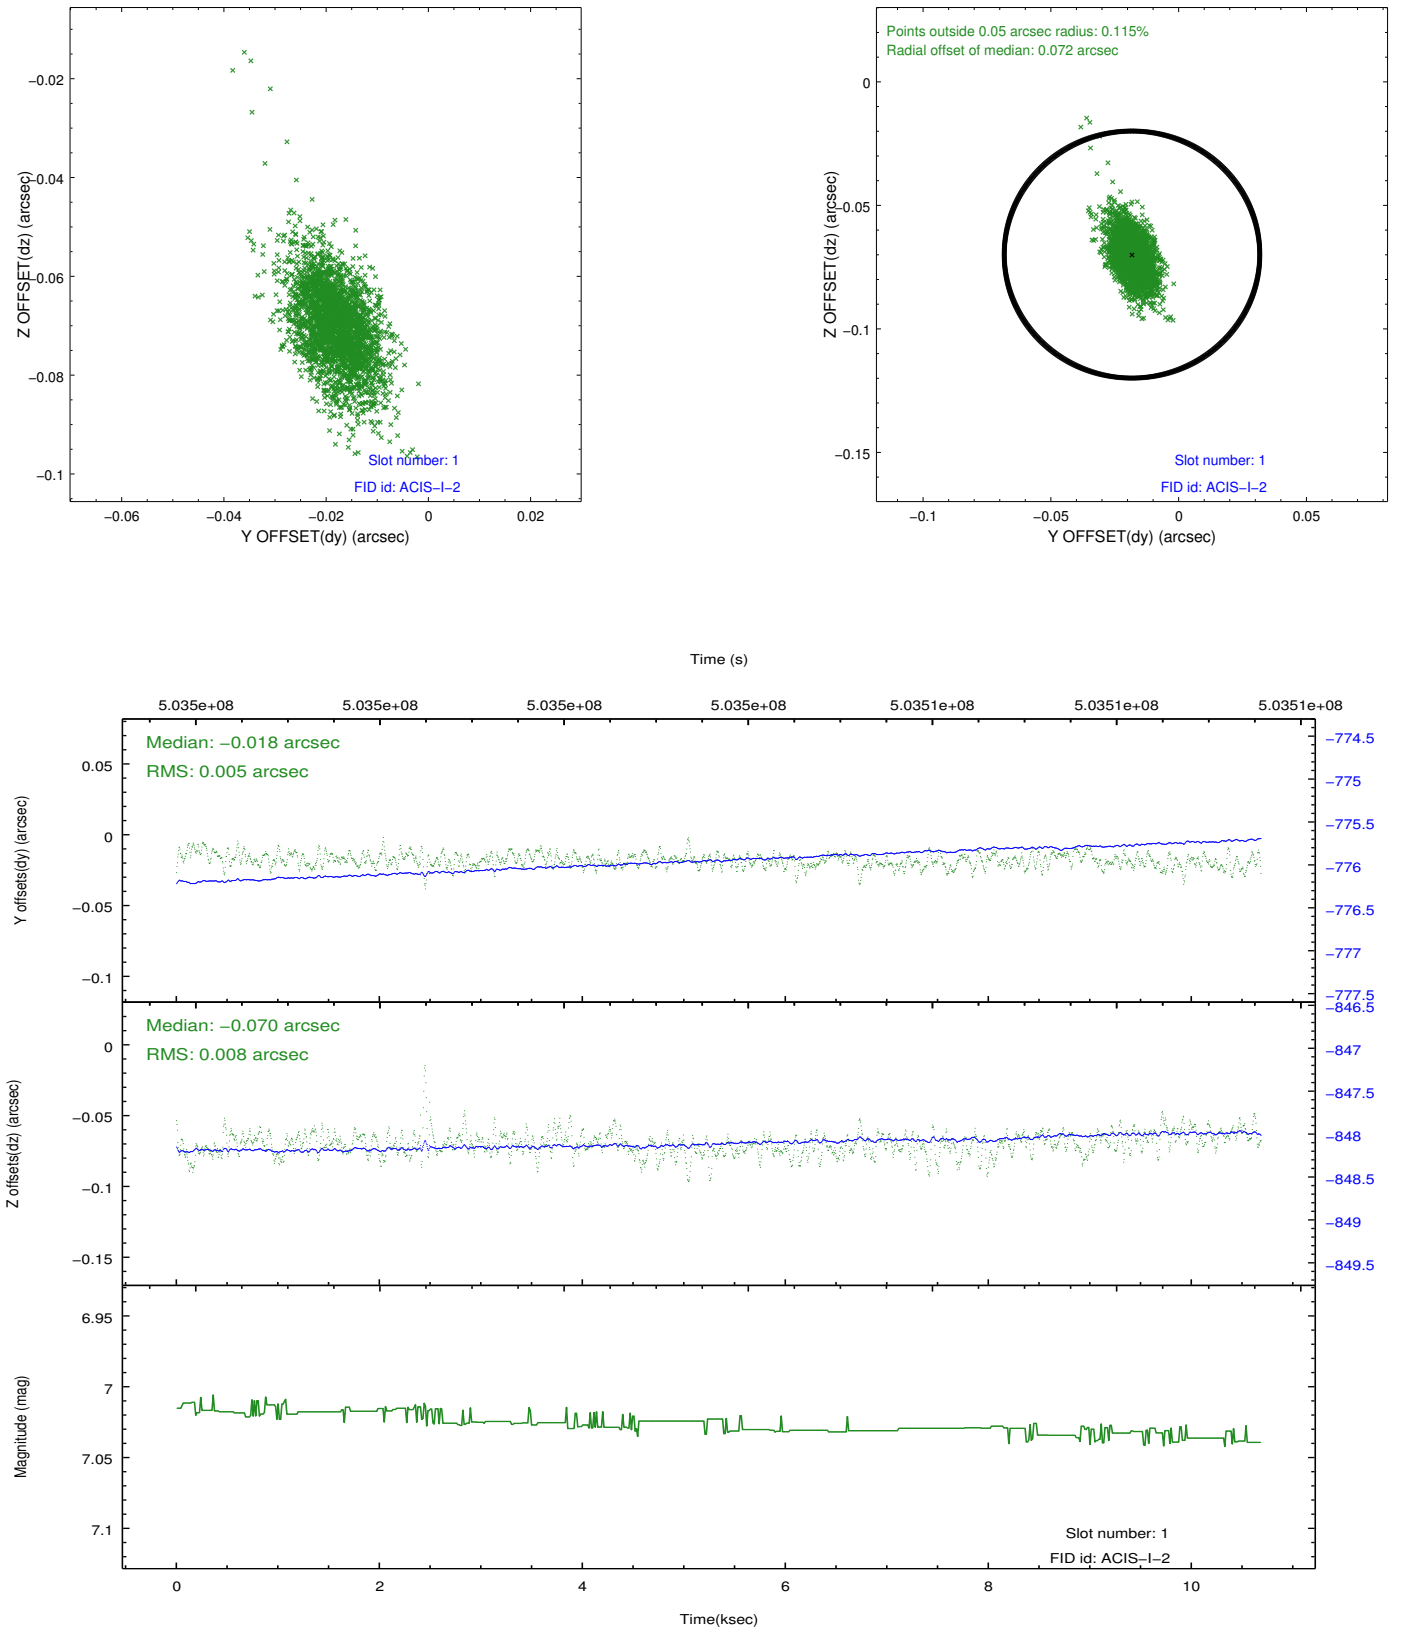 −0.02
−0.04
−0.06
−0.08
−0.1
Z OFFSET(dz) (arcsec)
Slot number: 1
FID id: ACIS−I−2
−0.06
−0.04
−0.02
0
0.02
Y OFFSET(dy) (arcsec)
Points outside 0.05 arcsec radius: 0.115%
Radial offset of median: 0.072 arcsec
0
−0.05
−0.1
−0.15
Z OFFSET(dz) (arcsec)
Slot number: 1
FID id: ACIS−I−2
−0.1
−0.05
0
0.05
Y OFFSET(dy) (arcsec)
Time (s)
5.035e+08
5.035e+08
5.035e+08
5.035e+08
5.0351e+08
5.0351e+08
5.0351e+08
Median: −0.018 arcsec
RMS: 0.005 arcsec
0.05
0
−0.05
−0.1
Y offsets(dy) (arcsec)
−774.5
−775
−775.5
−776
−776.5
−777
−777.5
Median: −0.070 arcsec
RMS: 0.008 arcsec
0
−0.05
−0.1
−0.15
Z offsets(dz) (arcsec)
−846.5
−847
−847.5
−848
−848.5
−849
−849.5
6.95
7
7.05
7.1
Magnitude (mag)
Slot number: 1
FID id: ACIS−I−2
0
2
4
6
8
10
Time(ksec)